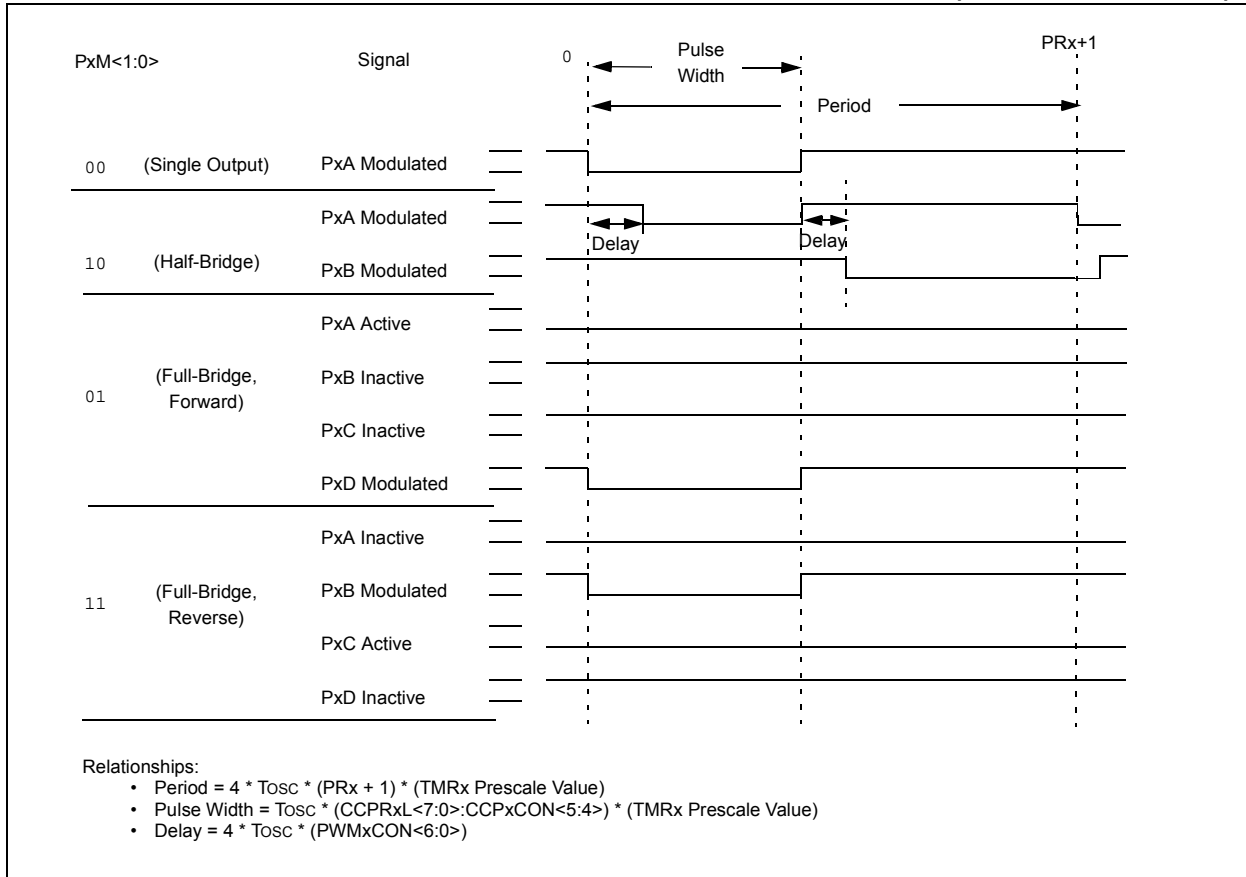 PxM<1:0>
Signal
0
Pulse
Width
PRx+1
Period
00
(Single Output)
PxA Modulated
PxA Modulated
Delay
Delay
10
(Half-Bridge)
PxB Modulated
PxA Active
01
(Full-Bridge,
Forward)
PxB Inactive
PxC Inactive
PxD Modulated
PxA Inactive
11
(Full-Bridge,
Reverse)
PxB Modulated
PxC Active
PxD Inactive
Relationships:
• Period = 4 * TOSC * (PRx + 1) * (TMRx Prescale Value)
• Pulse Width = TOSC * (CCPRxL<7:0>:CCPxCON<5:4>) * (TMRx Prescale Value)
• Delay = 4 * TOSC * (PWMxCON<6:0>)